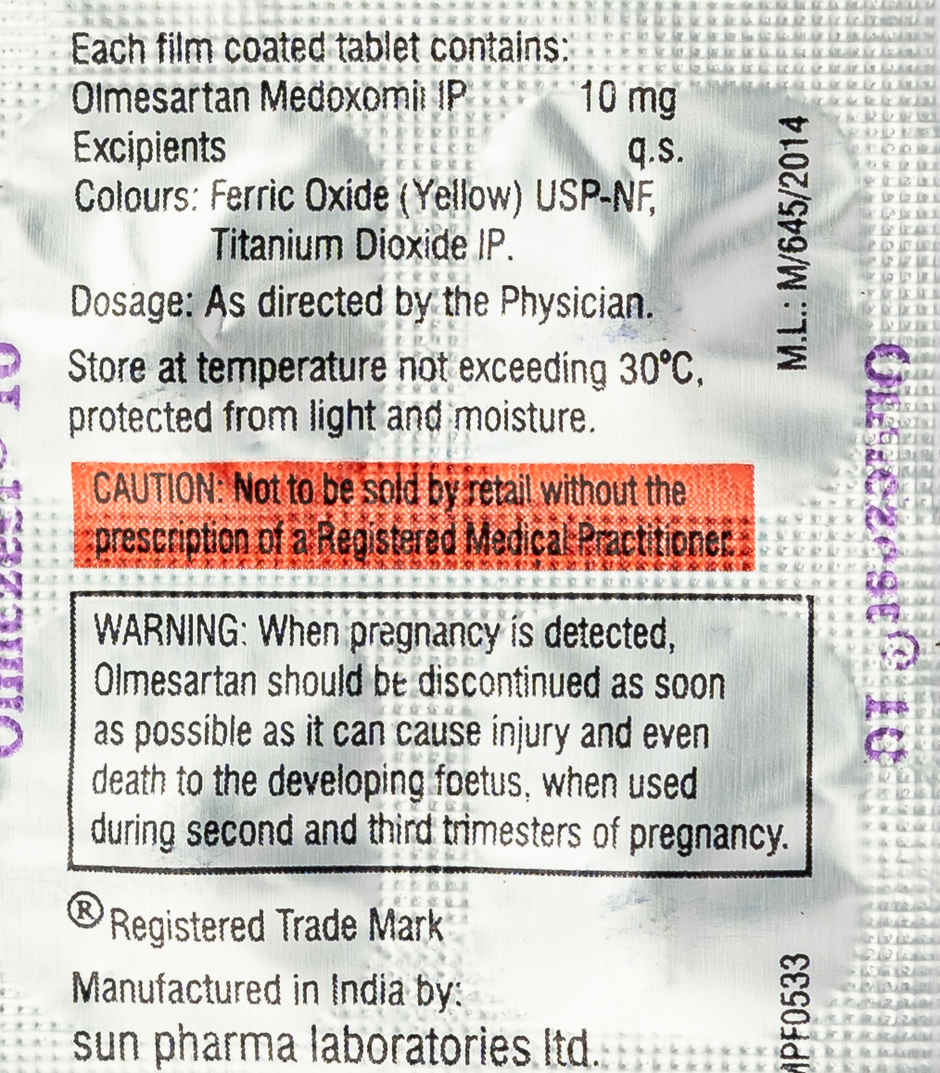 Each film coated tablet contains:
Olmesartan Medoxomil IP 10 mg
Excipients q.s.
Colours: Ferric Oxide (Yellow) USP-NF,
Titanium Dioxide IP.
Dosage: As directed by the Physician.
Store at temperature not exceeding 30°C,
protected from light and moisture.
CAUTION: Not to be sold by retail without the
prescription of a Registered Medical Practitioner.
WARNING: When pregnancy is detected,
Olmesartan should be discontinued as soon
as possible as it can cause injury and even
death to the developing foetus, when used
during second and third trimesters of pregnancy.
® Registered Trade Mark
Manufactured in India by:
sun pharma laboratories ltd.
M.L.: M/645/2014
MPF0533
10